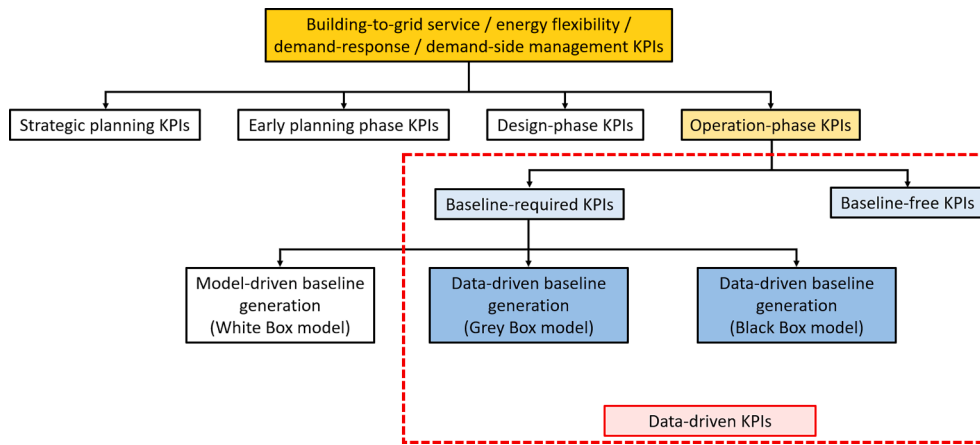 Building-to-grid service / energy flexibility /
demand-response / demand-side management KPIs
Strategic planning KPIs
Early planning phase KPIs
Design-phase KPIs
Operation-phase KPIs
Baseline-required KPIs
Baseline-free KPIs
Model-driven baseline
generation
(White Box model)
Data-driven baseline
generation
(Grey Box model)
Data-driven baseline
generation
(Black Box model)
Data-driven KPIs